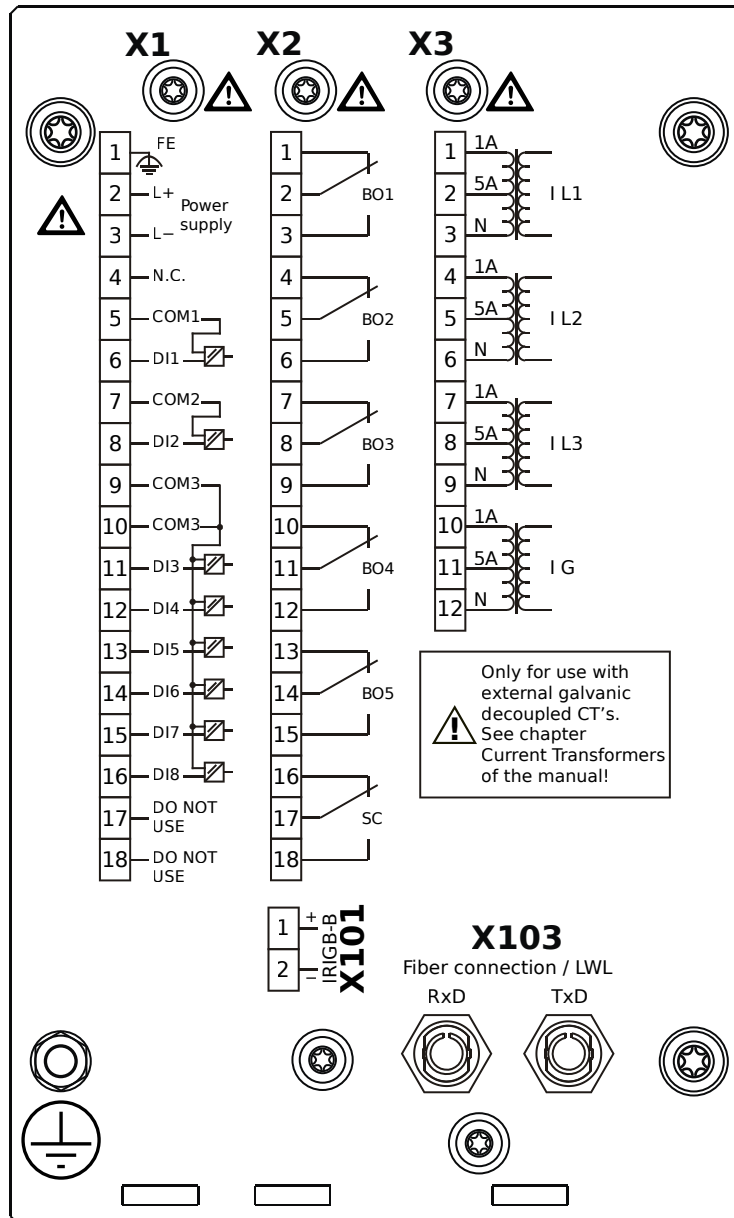 X1
X2
X3
1 FE
2 L+
Power
supply
3 L−
4 N.C.
5 COM1
6 DI1
7 COM2
8 DI2
9 COM3
10 COM3
11 DI3
12 DI4
13 DI5
14 DI6
15 DI7
16 DI8
17 DO NOT
USE
18 DO NOT
USE
1
2 BO1
3
4
5 BO2
6
7
8 BO3
9
10
11 BO4
12
13
14 BO5
15
16
17 SC
18
1 1A
2 5A I L1
3 N
4 1A
5 5A I L2
6 N
7 1A
8 5A I L3
9 N
10 1A
11 5A I G
12 N
!
!
!
!
!
Only for use with
external galvanic
decoupled CT's.
See chapter
Current Transformers
of the manual!
1 +
2 −
IRIGB-B
X101
X103
Fiber connection / LWL
RxD TxD